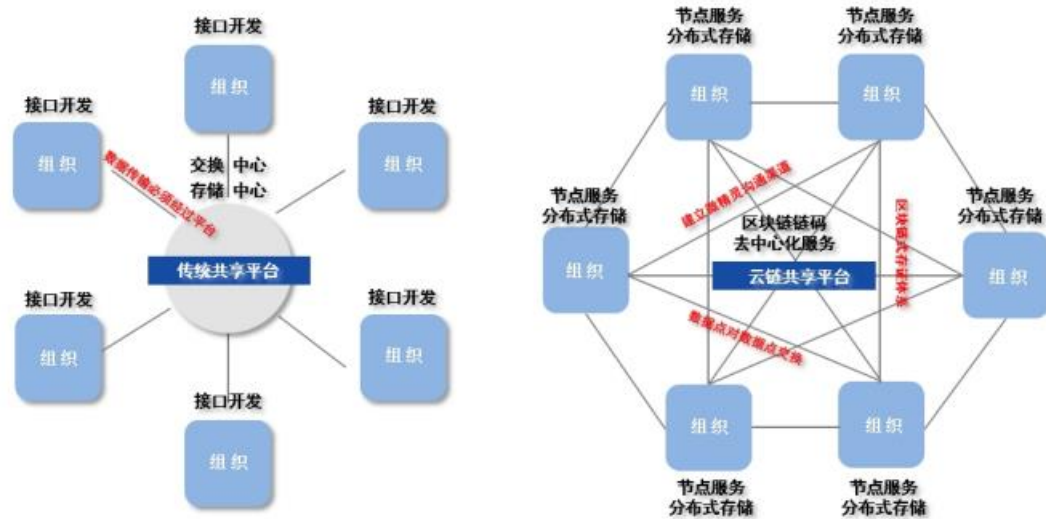 接口开发
组织
接口开发
组织
接口开发
组织
数据传输必须经过平台
交换 中心
存储 中心
传统共享平台
接口开发
组织
接口开发
组织
接口开发
组织
节点服务
分布式存储
组织
节点服务
分布式存储
组织
节点服务
分布式存储
组织
节点服务
分布式存储
组织
建立微精灵沟通渠道
区块链链码
去中心化服务
云链共享平台
区块链式存证体系
数据点对数据点交换
组织
节点服务
分布式存储
组织
节点服务
分布式存储